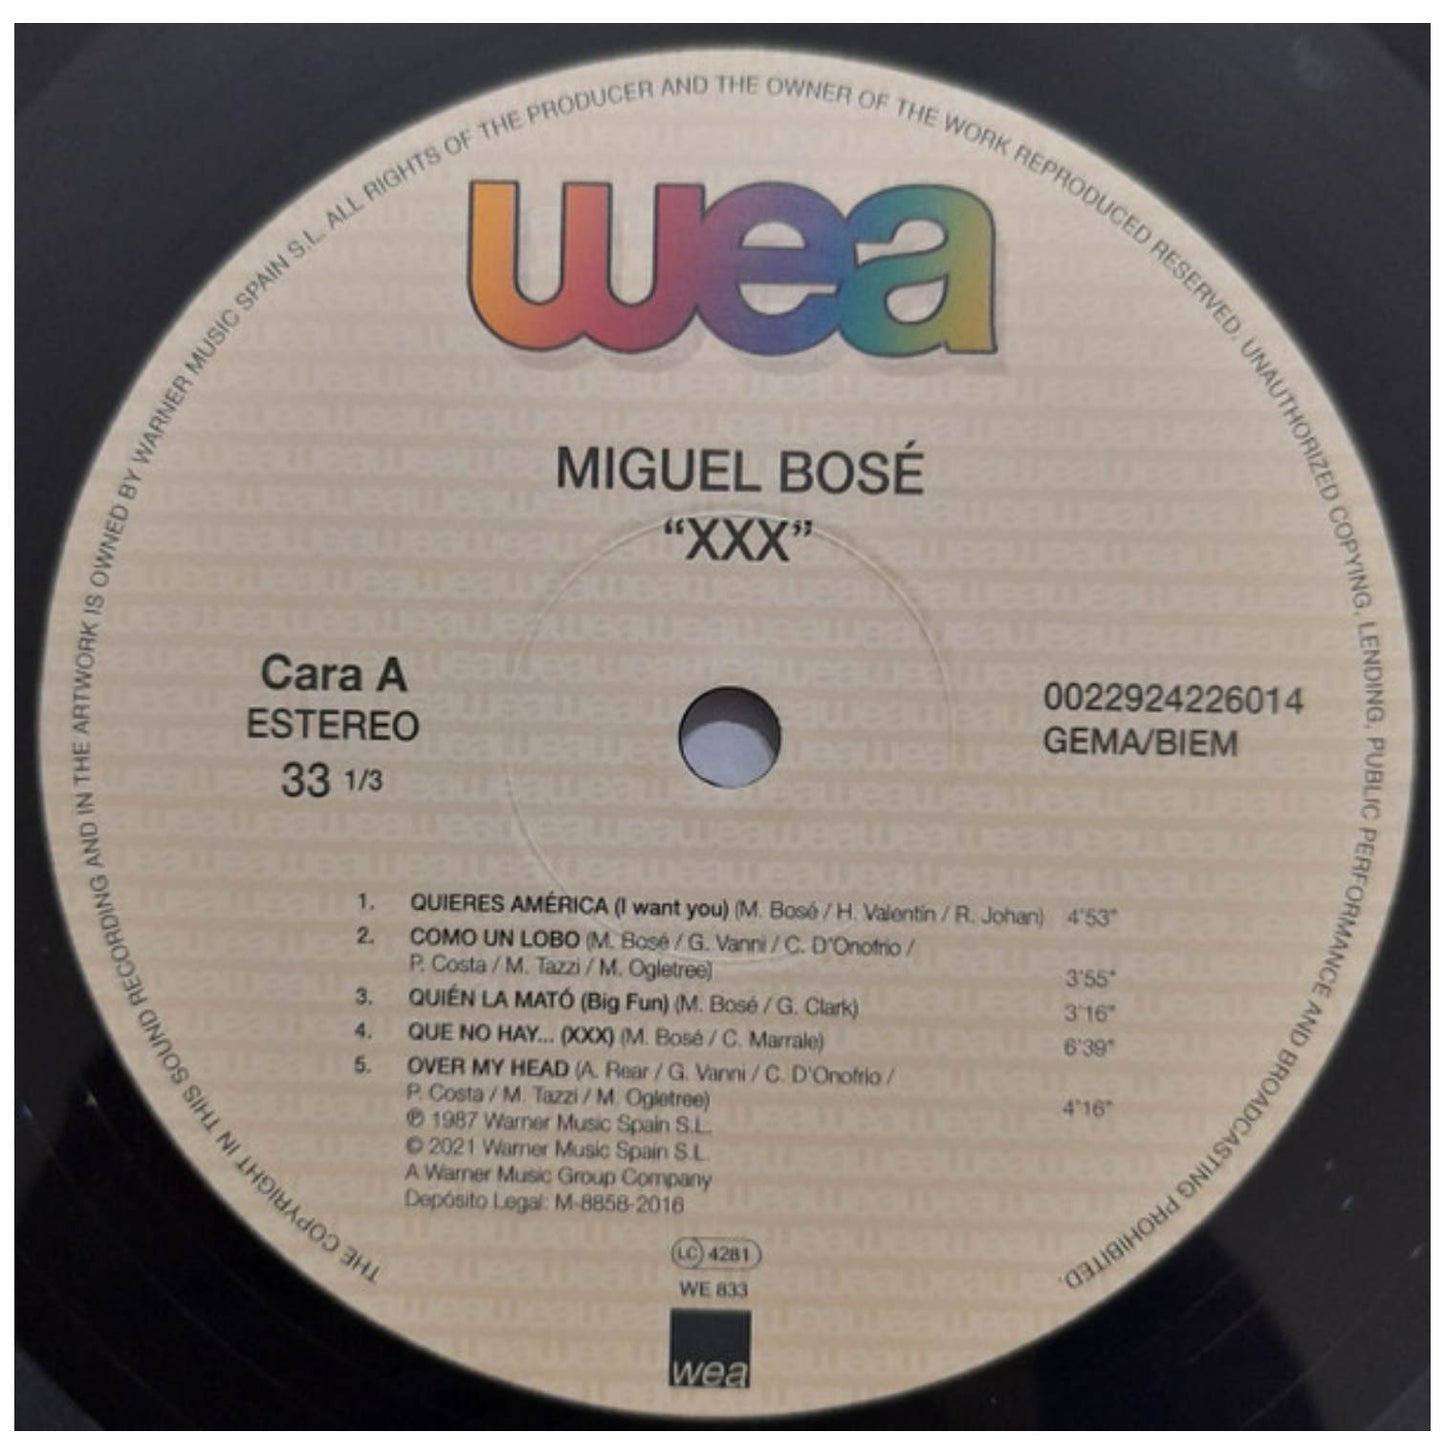 THE COPYRIGHT IN THIS SOUND RECORDING AND IN THE ARTWORK IS OWNED BY WARNER MUSIC SPAIN S.L. ALL RIGHTS OF THE PRODUCER AND THE OWNER OF THE WORK REPRODUCED RESERVED. UNAUTHORIZED COPYING, LENDING, PUBLIC PERFORMANCE AND BROADCASTING PROHIBITED.
wea
MIGUEL BOSÉ
“XXX”
Cara A
ESTEREO
33 1/3
0022924226014
GEMA/BIEM
1. QUIERES AMÉRICA (I want you) (M. Bosé / H. Valentín / R. Johan) 4'53"
2. COMO UN LOBO (M. Bosé / G. Vanni / C. D'Onofrio /
P. Costa / M. Tazzi / M. Ogletree) 3'55"
3. QUIÉN LA MATÓ (Big Fun) (M. Bosé / G. Clark) 3'16"
4. QUE NO HAY... (XXX) (M. Bosé / C. Marrale) 6'39"
5. OVER MY HEAD (A. Rear / G. Vanni / C. D'Onofrio /
P. Costa / M. Tazzi / M. Ogletree) 4'16"
℗ 1987 Warner Music Spain S.L.
© 2021 Warner Music Spain S.L.
A Warner Music Group Company
Depósito Legal: M-8858-2016
LC 4281
WE 833
wea